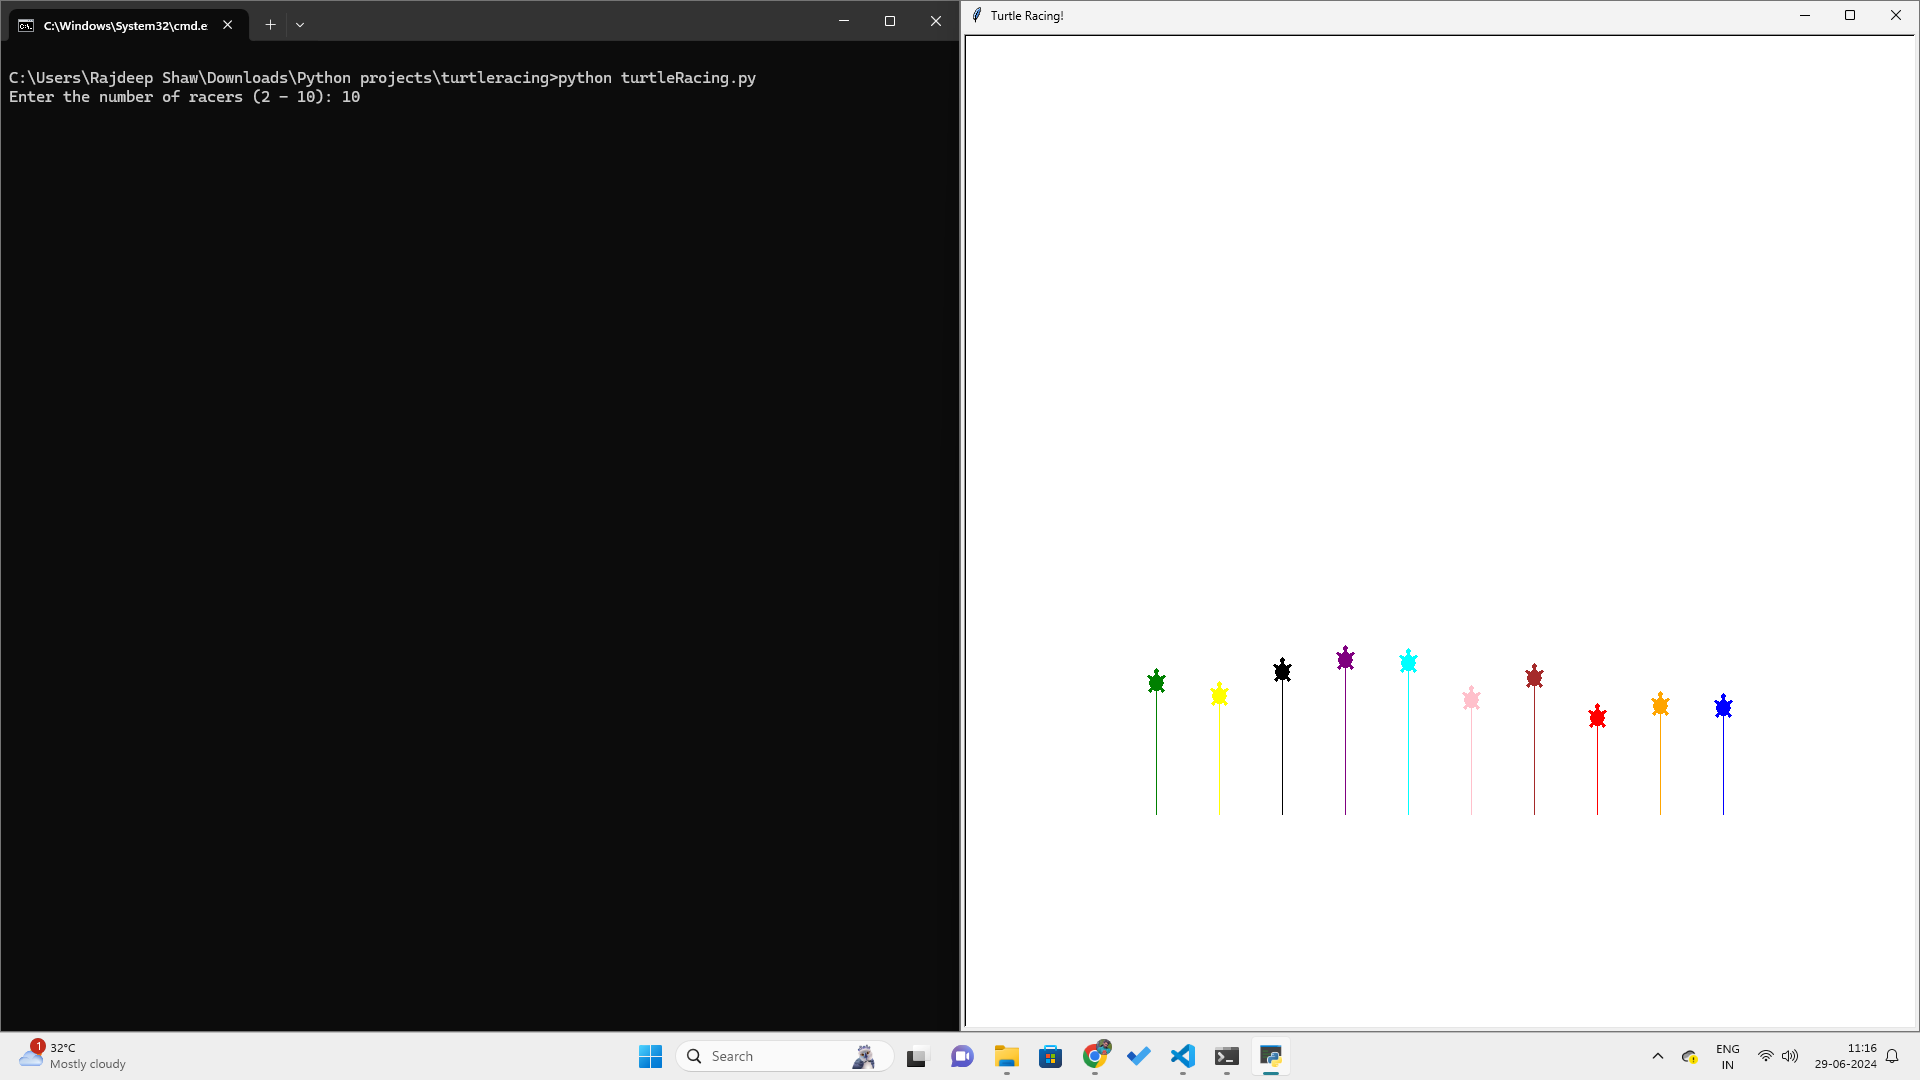 C:\Windows\System32\cmd.e
C:\Users\Rajdeep Shaw\Downloads\Python projects\turtleracing>python turtleRacing.py
Enter the number of racers (2 - 10): 10
Turtle Racing!
1
32°C
Mostly cloudy
Search
ENG
IN
11:16
29-06-2024